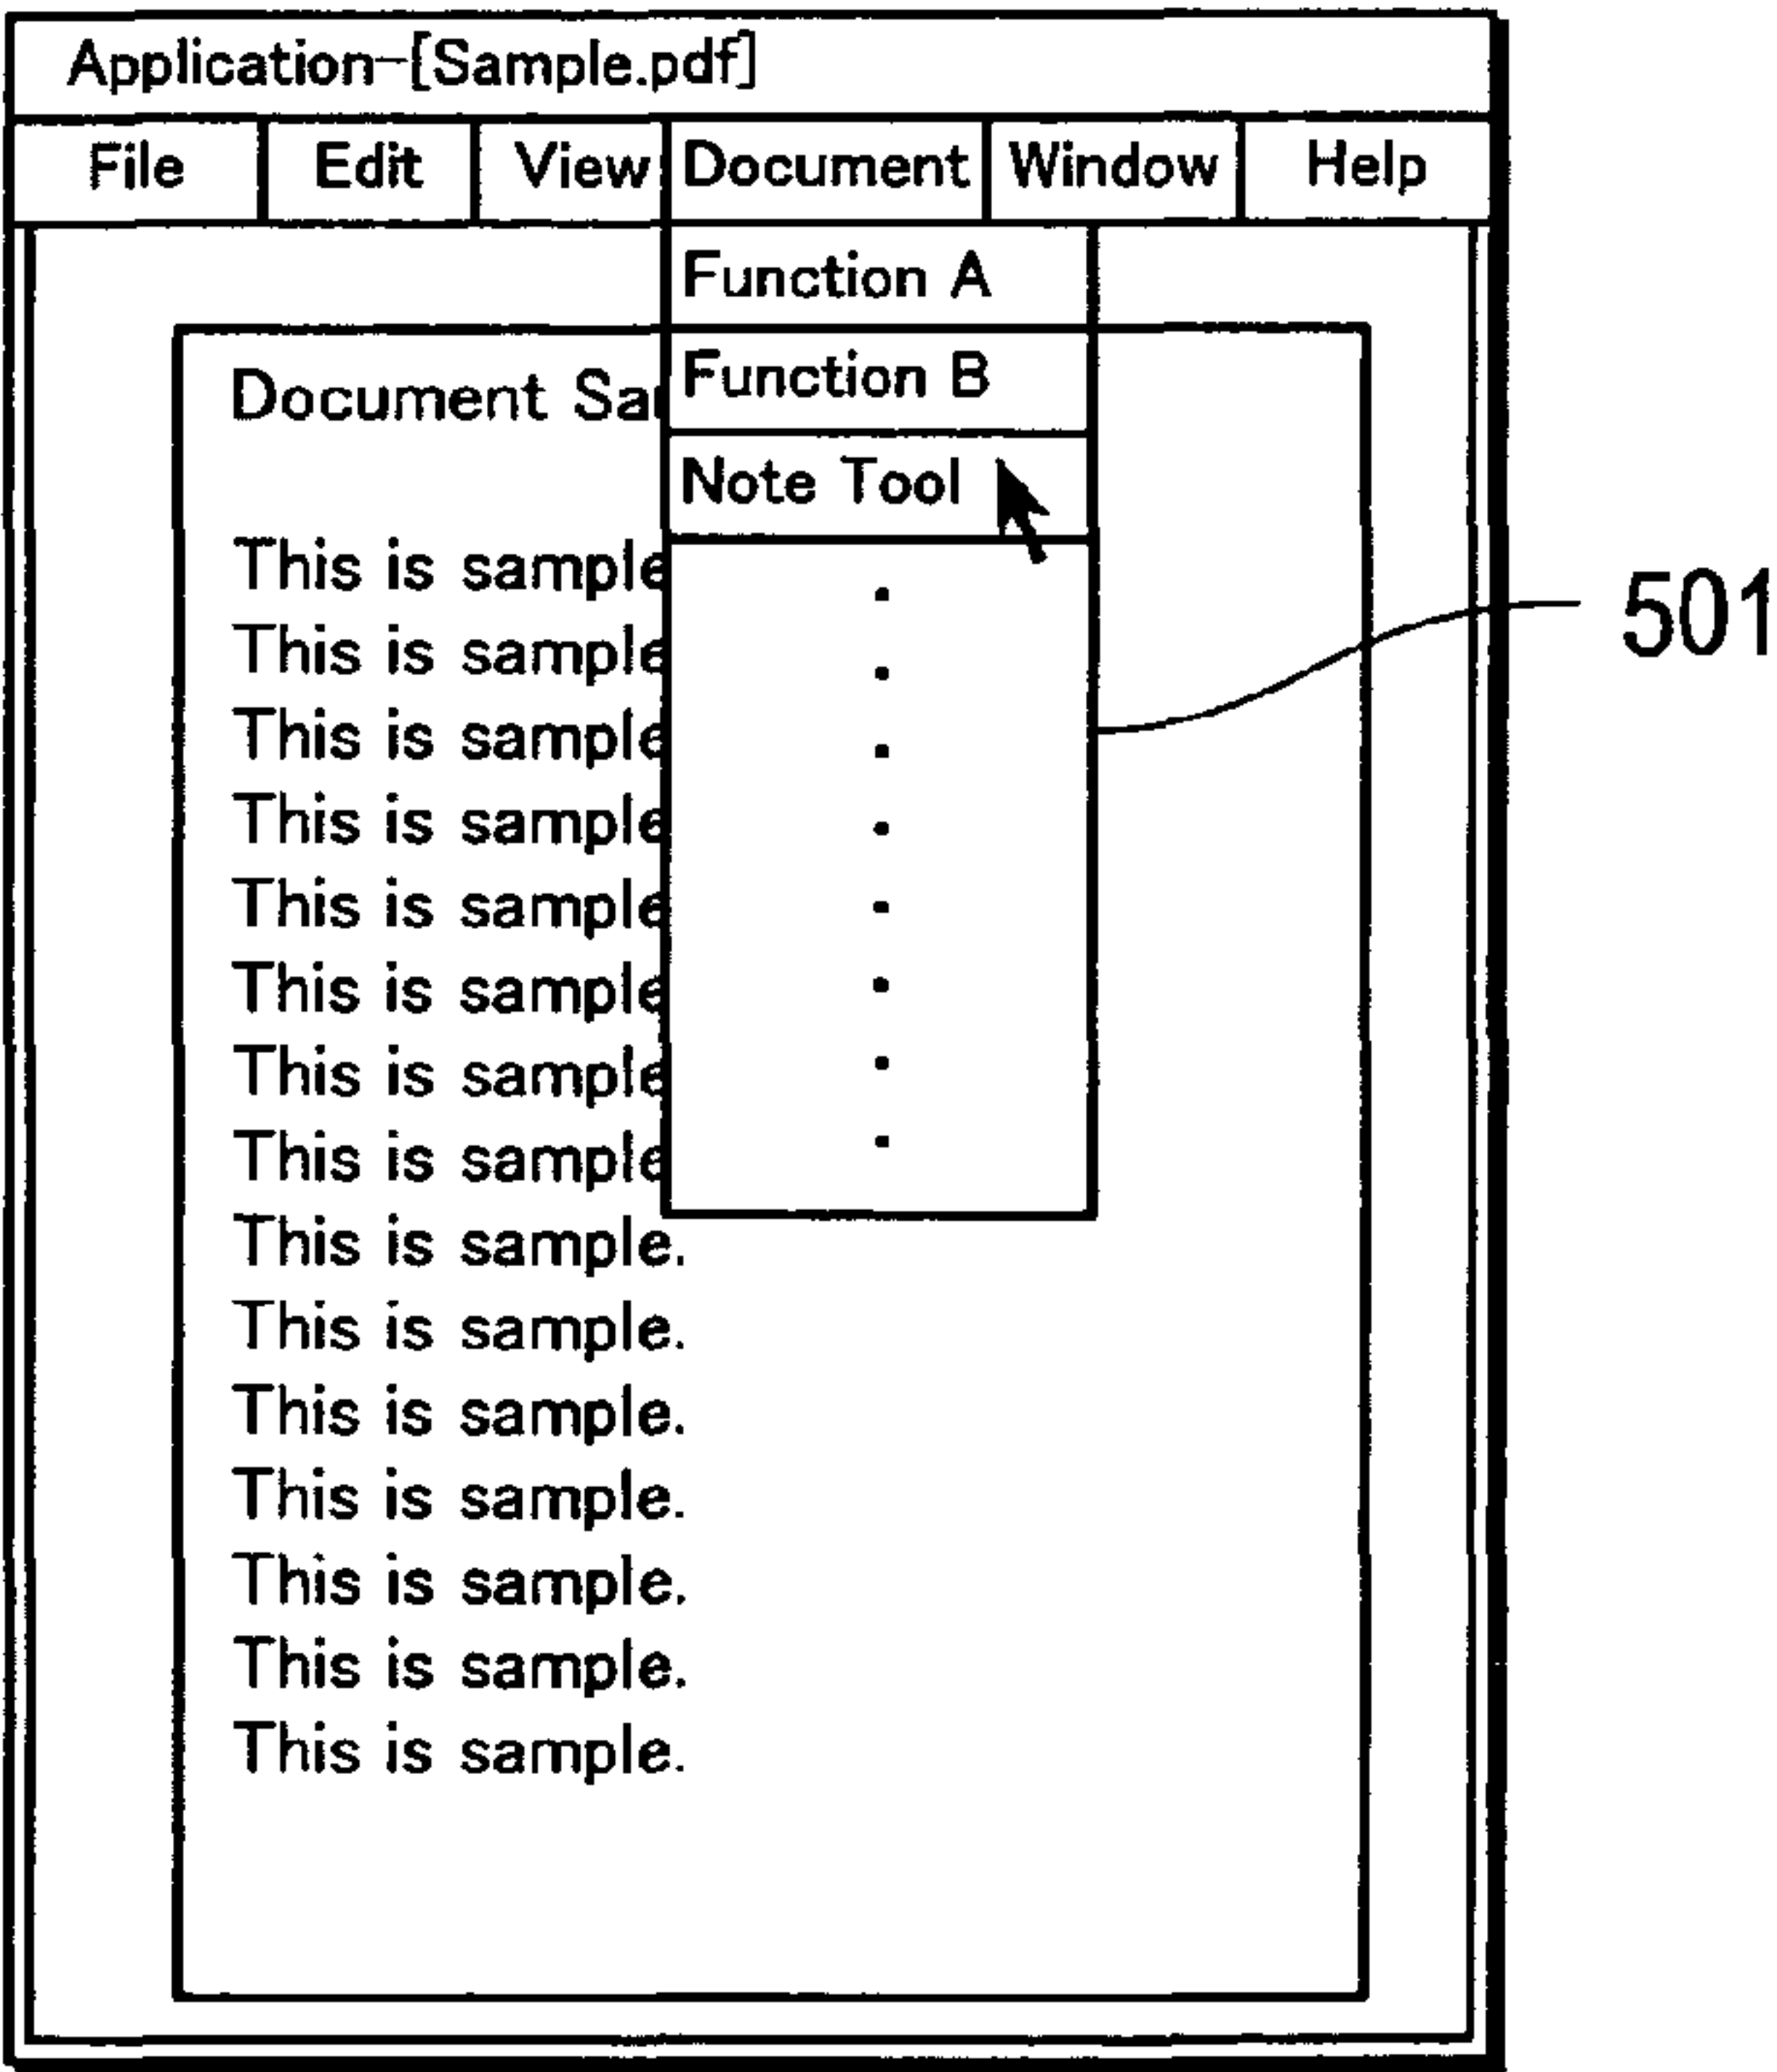 Application-[Sample.pdf]
File Edit View Document Window Help
Function A
Function B
Note Tool
Document Sa
This is sample
This is sample
This is sample
This is sample
This is sample
This is sample
This is sample
This is sample
This is sample.
This is sample.
This is sample.
This is sample.
This is sample.
This is sample.
This is sample.
501